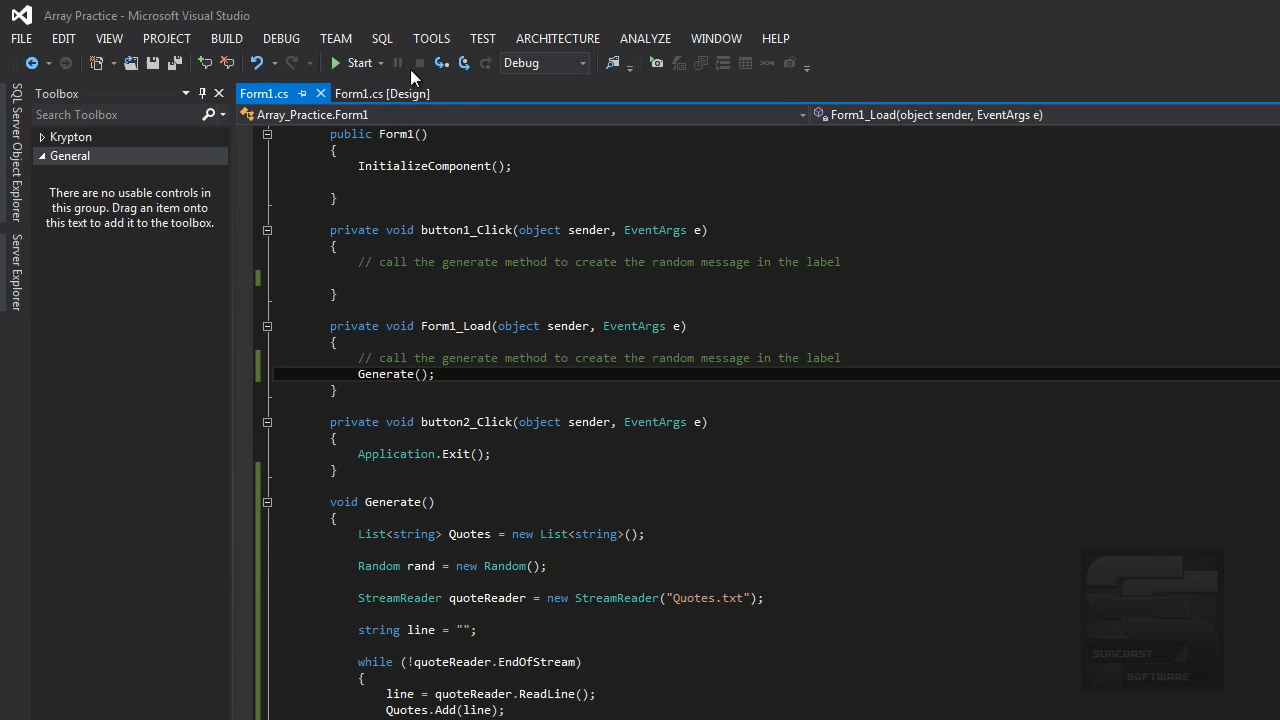 Array Practice - Microsoft Visual Studio
FILE EDIT VIEW PROJECT BUILD DEBUG TEAM SQL TOOLS TEST ARCHITECTURE ANALYZE WINDOW HELP
Start Debug
Toolbox
Search Toolbox
Krypton
General
There are no usable controls in
this group. Drag an item onto
this text to add it to the toolbox.
SQL Server Object Explorer
Server Explorer
Form1.cs Form1.cs [Design]
Array_Practice.Form1 Form1_Load(object sender, EventArgs e)
public Form1()
{
InitializeComponent();
}
private void button1_Click(object sender, EventArgs e)
{
// call the generate method to create the random message in the label
}
private void Form1_Load(object sender, EventArgs e)
{
// call the generate method to create the random message in the label
Generate();
}
private void button2_Click(object sender, EventArgs e)
{
Application.Exit();
}
void Generate()
{
List<string> Quotes = new List<string>();
Random rand = new Random();
StreamReader quoteReader = new StreamReader("Quotes.txt");
string line = "";
while (!quoteReader.EndOfStream)
{
line = quoteReader.ReadLine();
Quotes.Add(line);
SUNCOAST
SOFTWARE